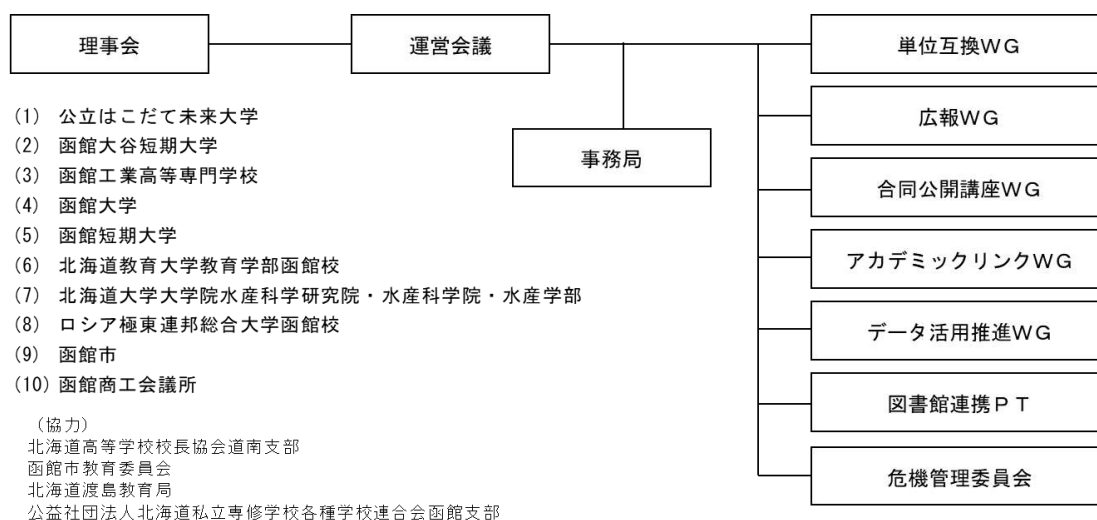 理事会
運営会議
事務局
単位互換ＷＧ
広報ＷＧ
合同公開講座ＷＧ
アカデミックリンクＷＧ
データ活用推進ＷＧ
図書館連携ＰＴ
危機管理委員会
(1) 公立はこだて未来大学
(2) 函館大谷短期大学
(3) 函館工業高等専門学校
(4) 函館大学
(5) 函館短期大学
(6) 北海道教育大学教育学部函館校
(7) 北海道大学大学院水産科学研究院・水産科学院・水産学部
(8) ロシア極東連邦総合大学函館校
(9) 函館市
(10) 函館商工会議所
（協力）
北海道高等学校校長協会道南支部
函館市教育委員会
北海道渡島教育局
公益社団法人北海道私立専修学校各種学校連合会函館支部